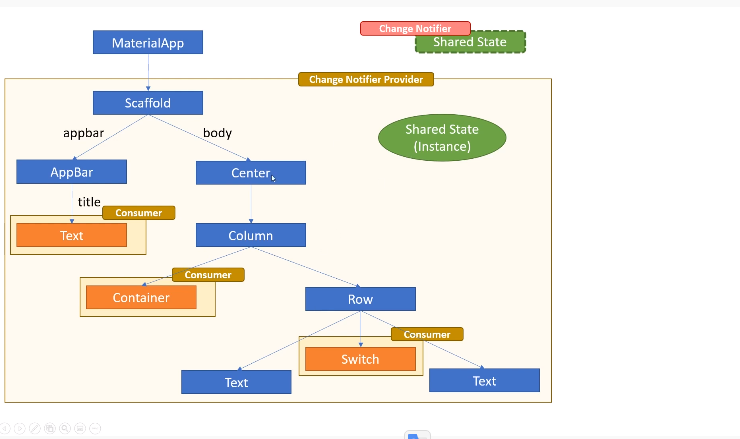 Change Notifier
MaterialApp
Shared State
Change Notifier Provider
Scaffold
appbar
body
Shared State
(Instance)
AppBar
Center
title
Consumer
Text
Column
Consumer
Container
Row
Consumer
Switch
Text
Text